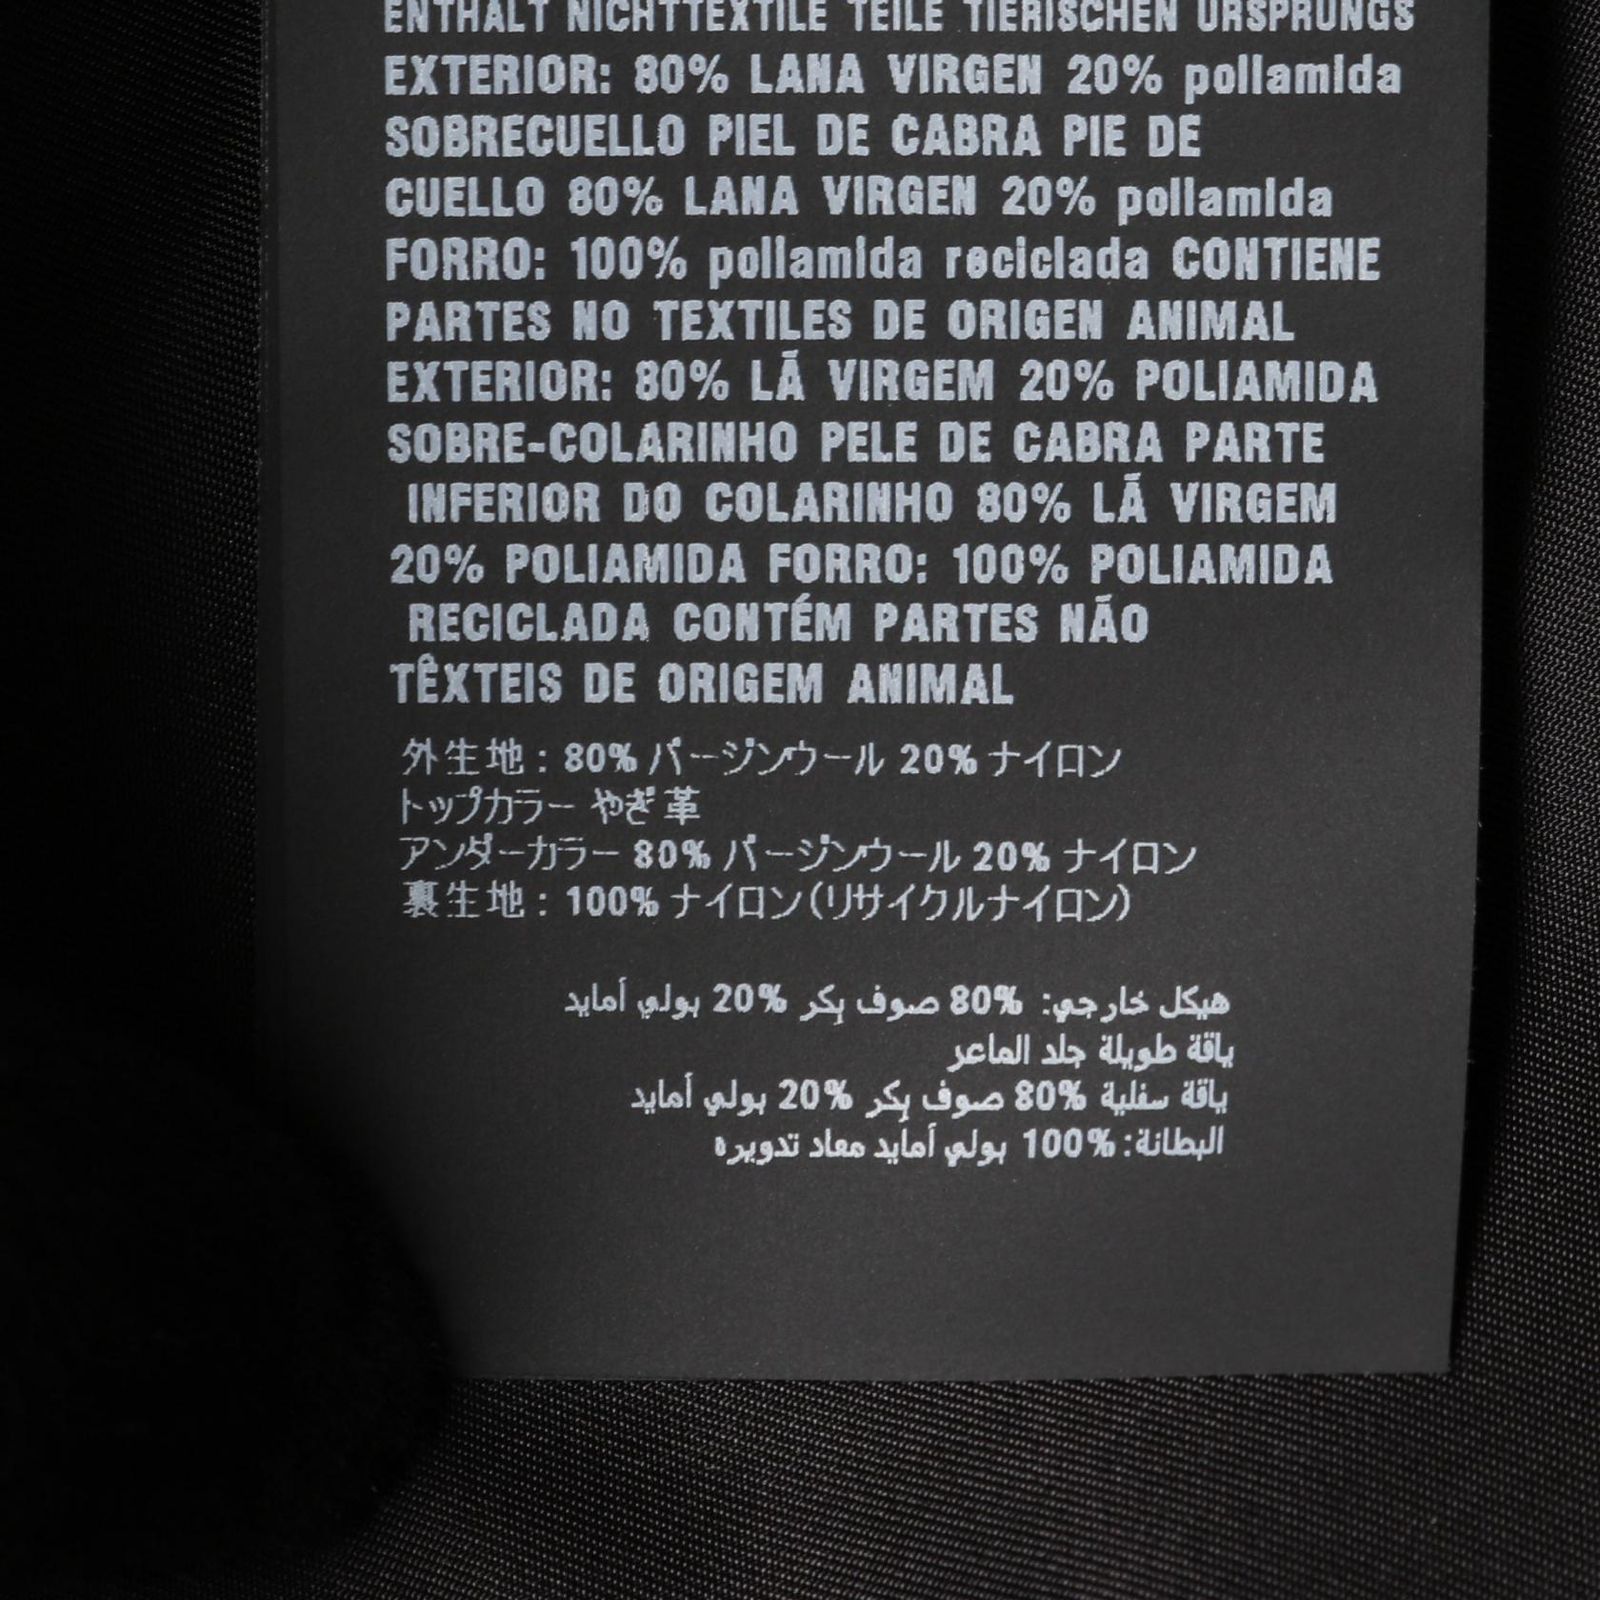 ENTHÄLT NICHTTEXTILE TEILE TIERISCHEN URSPRUNGS
EXTERIOR: 80% LANA VIRGEN 20% poliamida
SOBRECUELLO PIEL DE CABRA PIE DE
CUELLO 80% LANA VIRGEN 20% poliamida
FORRO: 100% poliamida reciclada CONTIENE
PARTES NO TEXTILES DE ORIGEN ANIMAL
EXTERIOR: 80% LÃ VIRGEM 20% POLIAMIDA
SOBRE-COLARINHO PELE DE CABRA PARTE
INFERIOR DO COLARINHO 80% LÃ VIRGEM
20% POLIAMIDA FORRO: 100% POLIAMIDA
RECICLADA CONTÉM PARTES NÃO
TÊXTEIS DE ORIGEM ANIMAL
外生地 : 80% バージンウール 20% ナイロン
トップカラー やぎ革
アンダーカラー 80% バージンウール 20% ナイロン
裏生地 : 100% ナイロン(リサイクルナイロン)
هيكل خارجي: 80% صوف بِكر 20% بولي أمايد
ياقة طويلة جلد الماعز
ياقة سفلية 80% صوف بِكر 20% بولي أمايد
البطانة: 100% بولي أمايد معاد تدويره